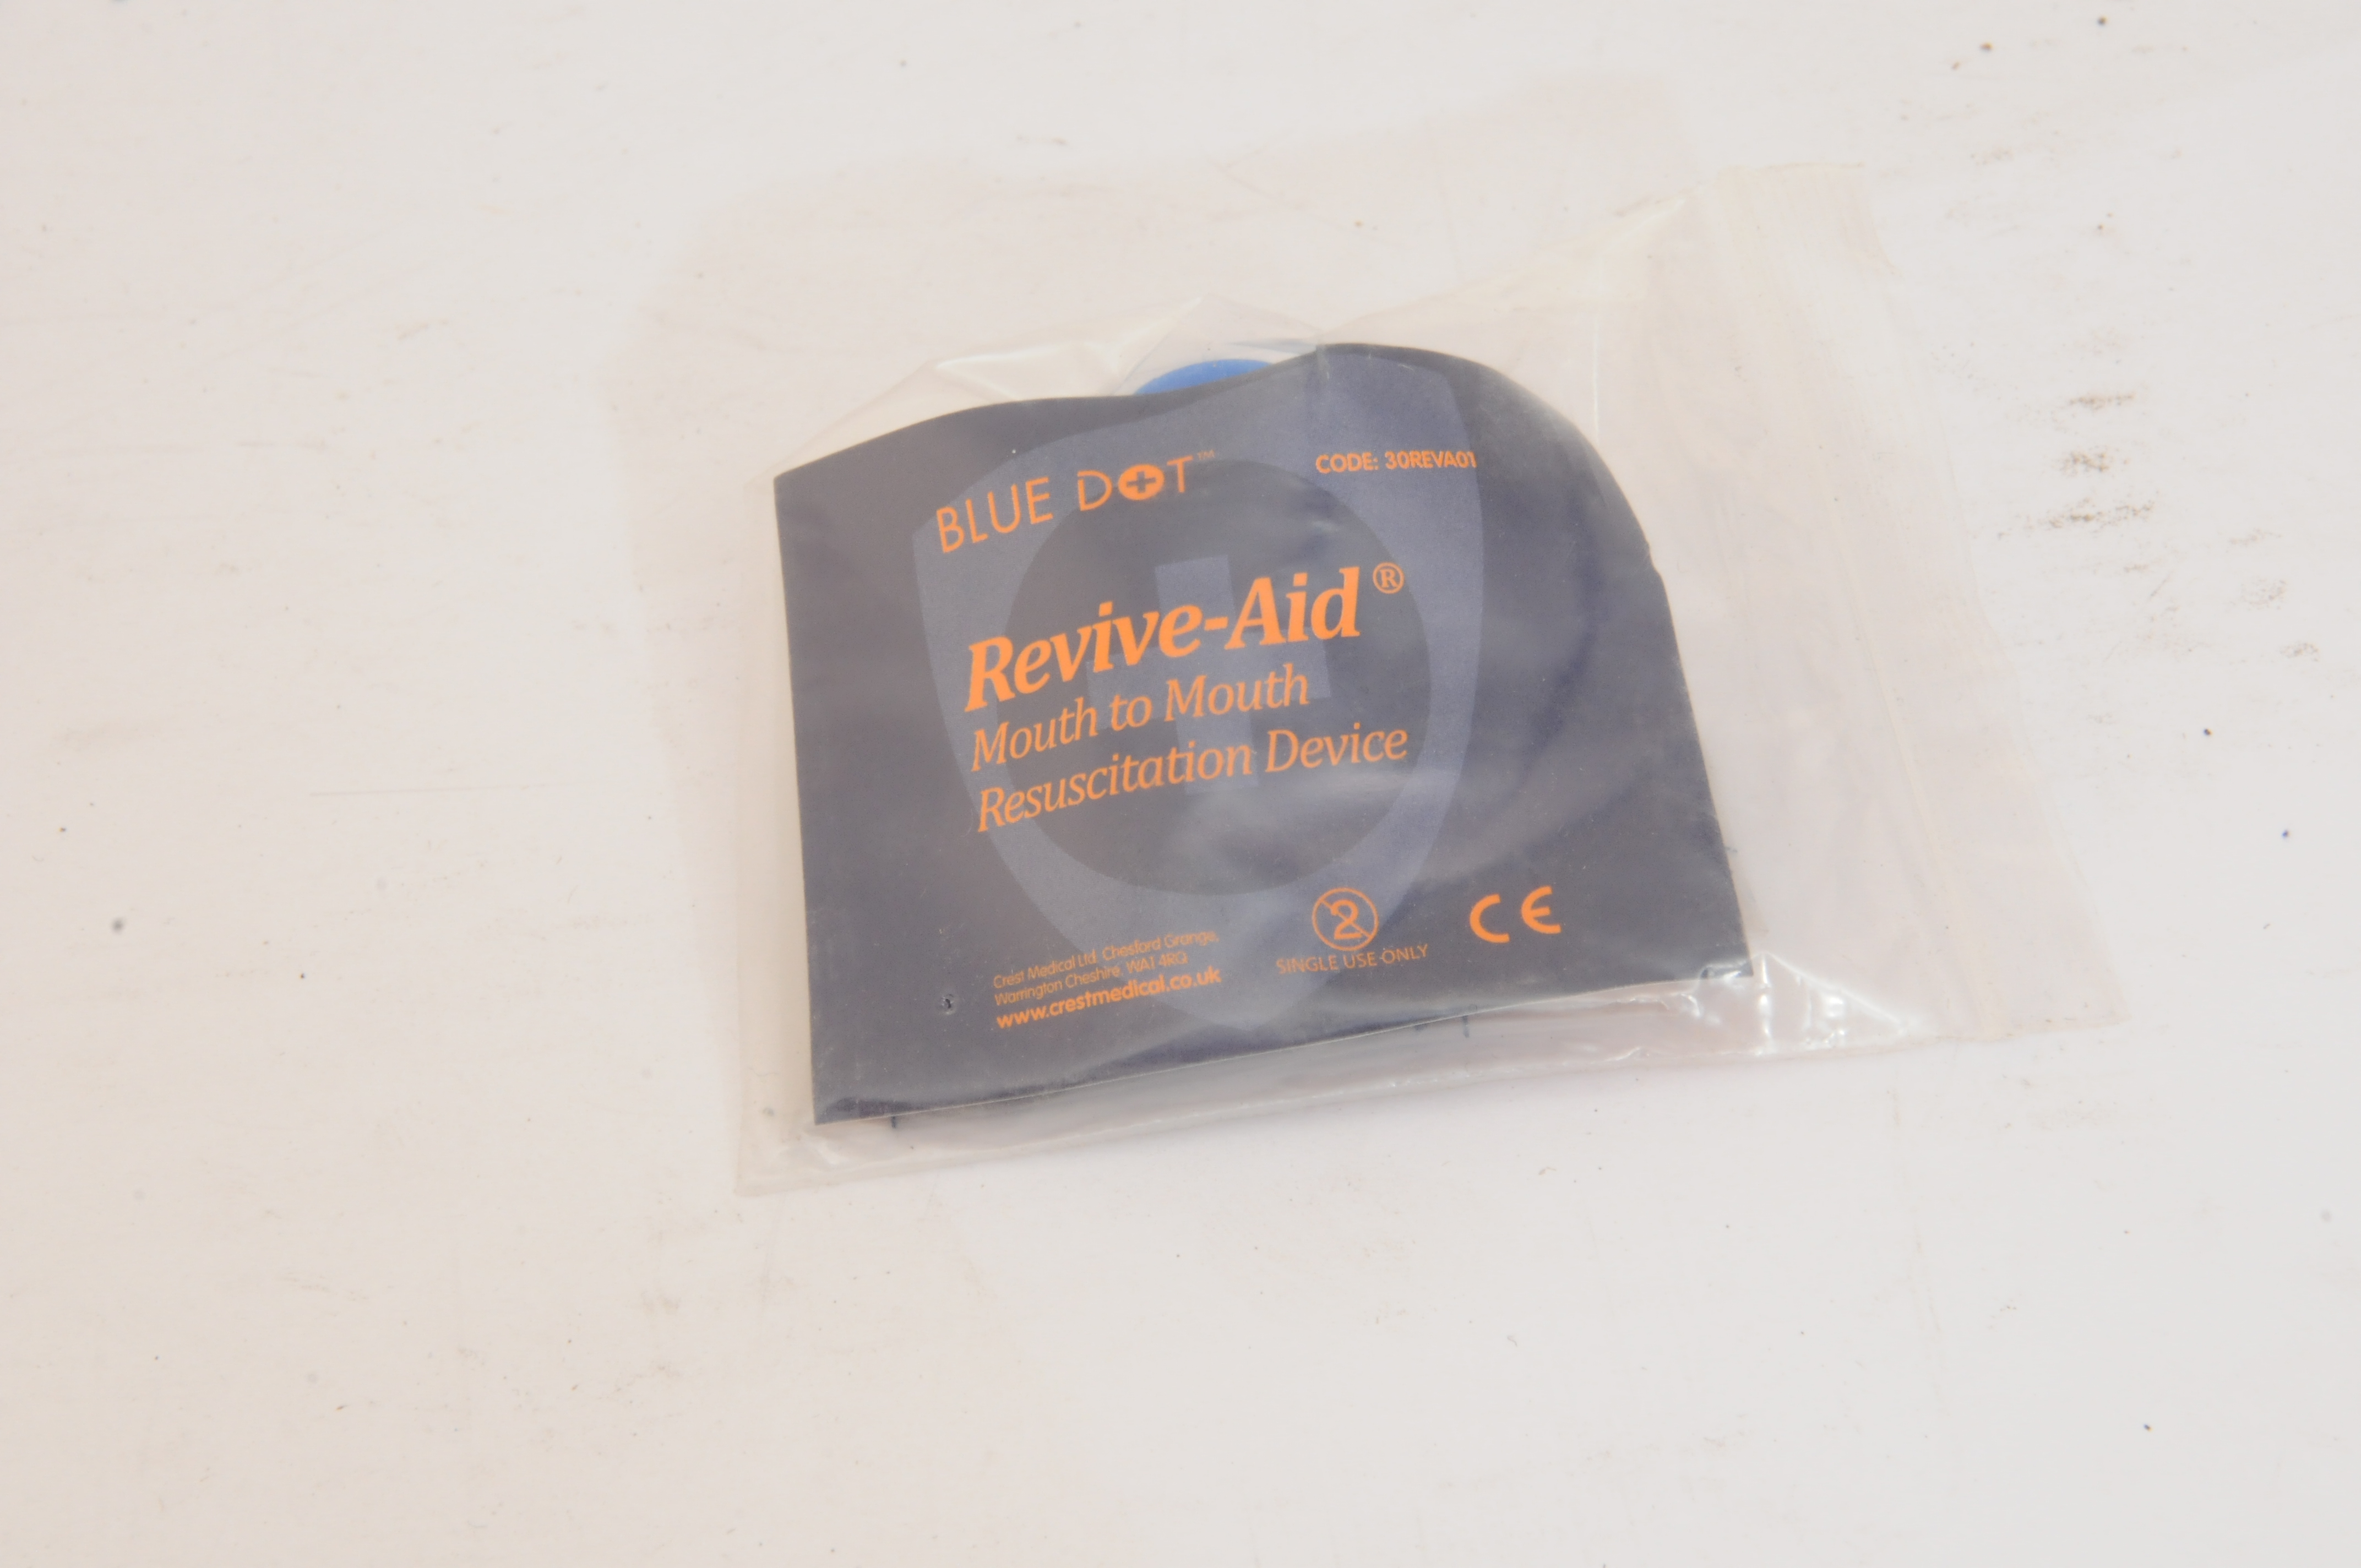 BLUE DOT™
CODE: 30REVA01
Revive-Aid®
Mouth to Mouth
Resuscitation Device
Crest Medical Ltd. Chesford Grange,
Warrington Cheshire, WA1 4RQ
www.crestmedical.co.uk
2
SINGLE USE ONLY
CE